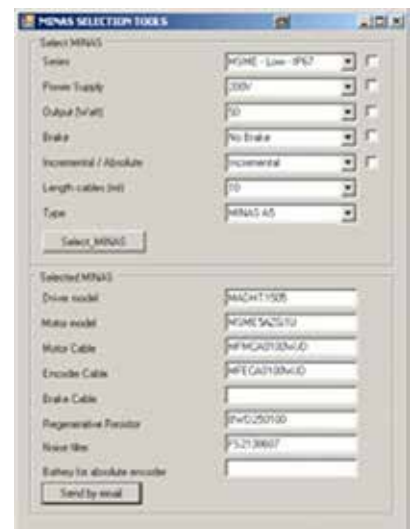 MINAS SELECTION TOOLS
Select MINAS
Series MSME - Low - IP67
Power Supply 200V
Output (Watt) 50
Brake No Brake
Incremental / Absolute Incremental
Length cables (m) 10
Type MINAS A5
Select_MINAS
Selected MINAS
Driver model MADHT1505
Motor model MSME5AZG1U
Motor Cable
Encoder Cable
Brake Cable
Regenerative Resistor
Noise filter
Battery for absolute encoder
Send by email